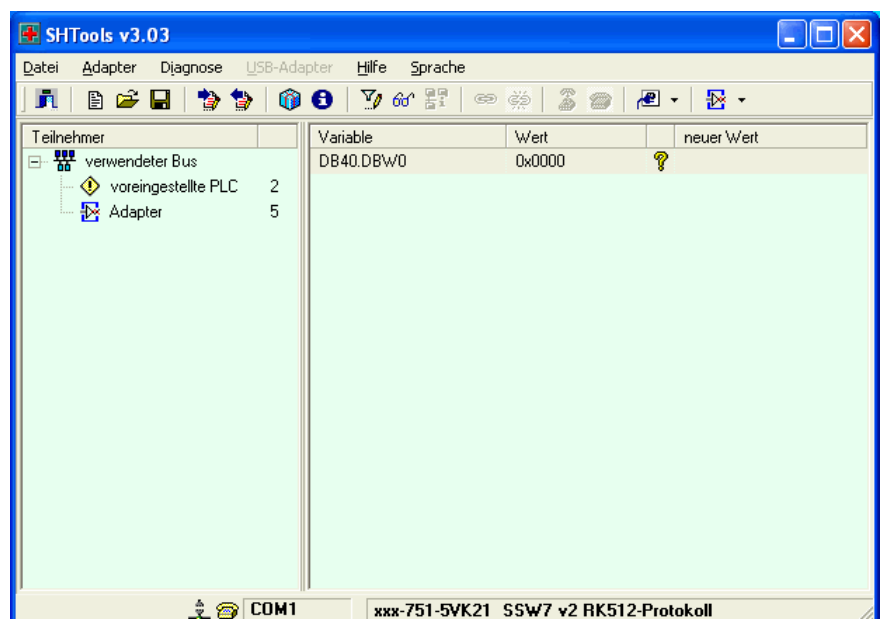 SHTools v3.03
Datei Adapter Diagnose USB-Adapter Hilfe Sprache
Teilnehmer Variable Wert neuer Wert
verwendeter Bus DB40.DBW0 0x0000
voreingestellte PLC 2
Adapter 5
COM1 xxx-751-5VK21 SSW7 v2 RK512-Protokoll